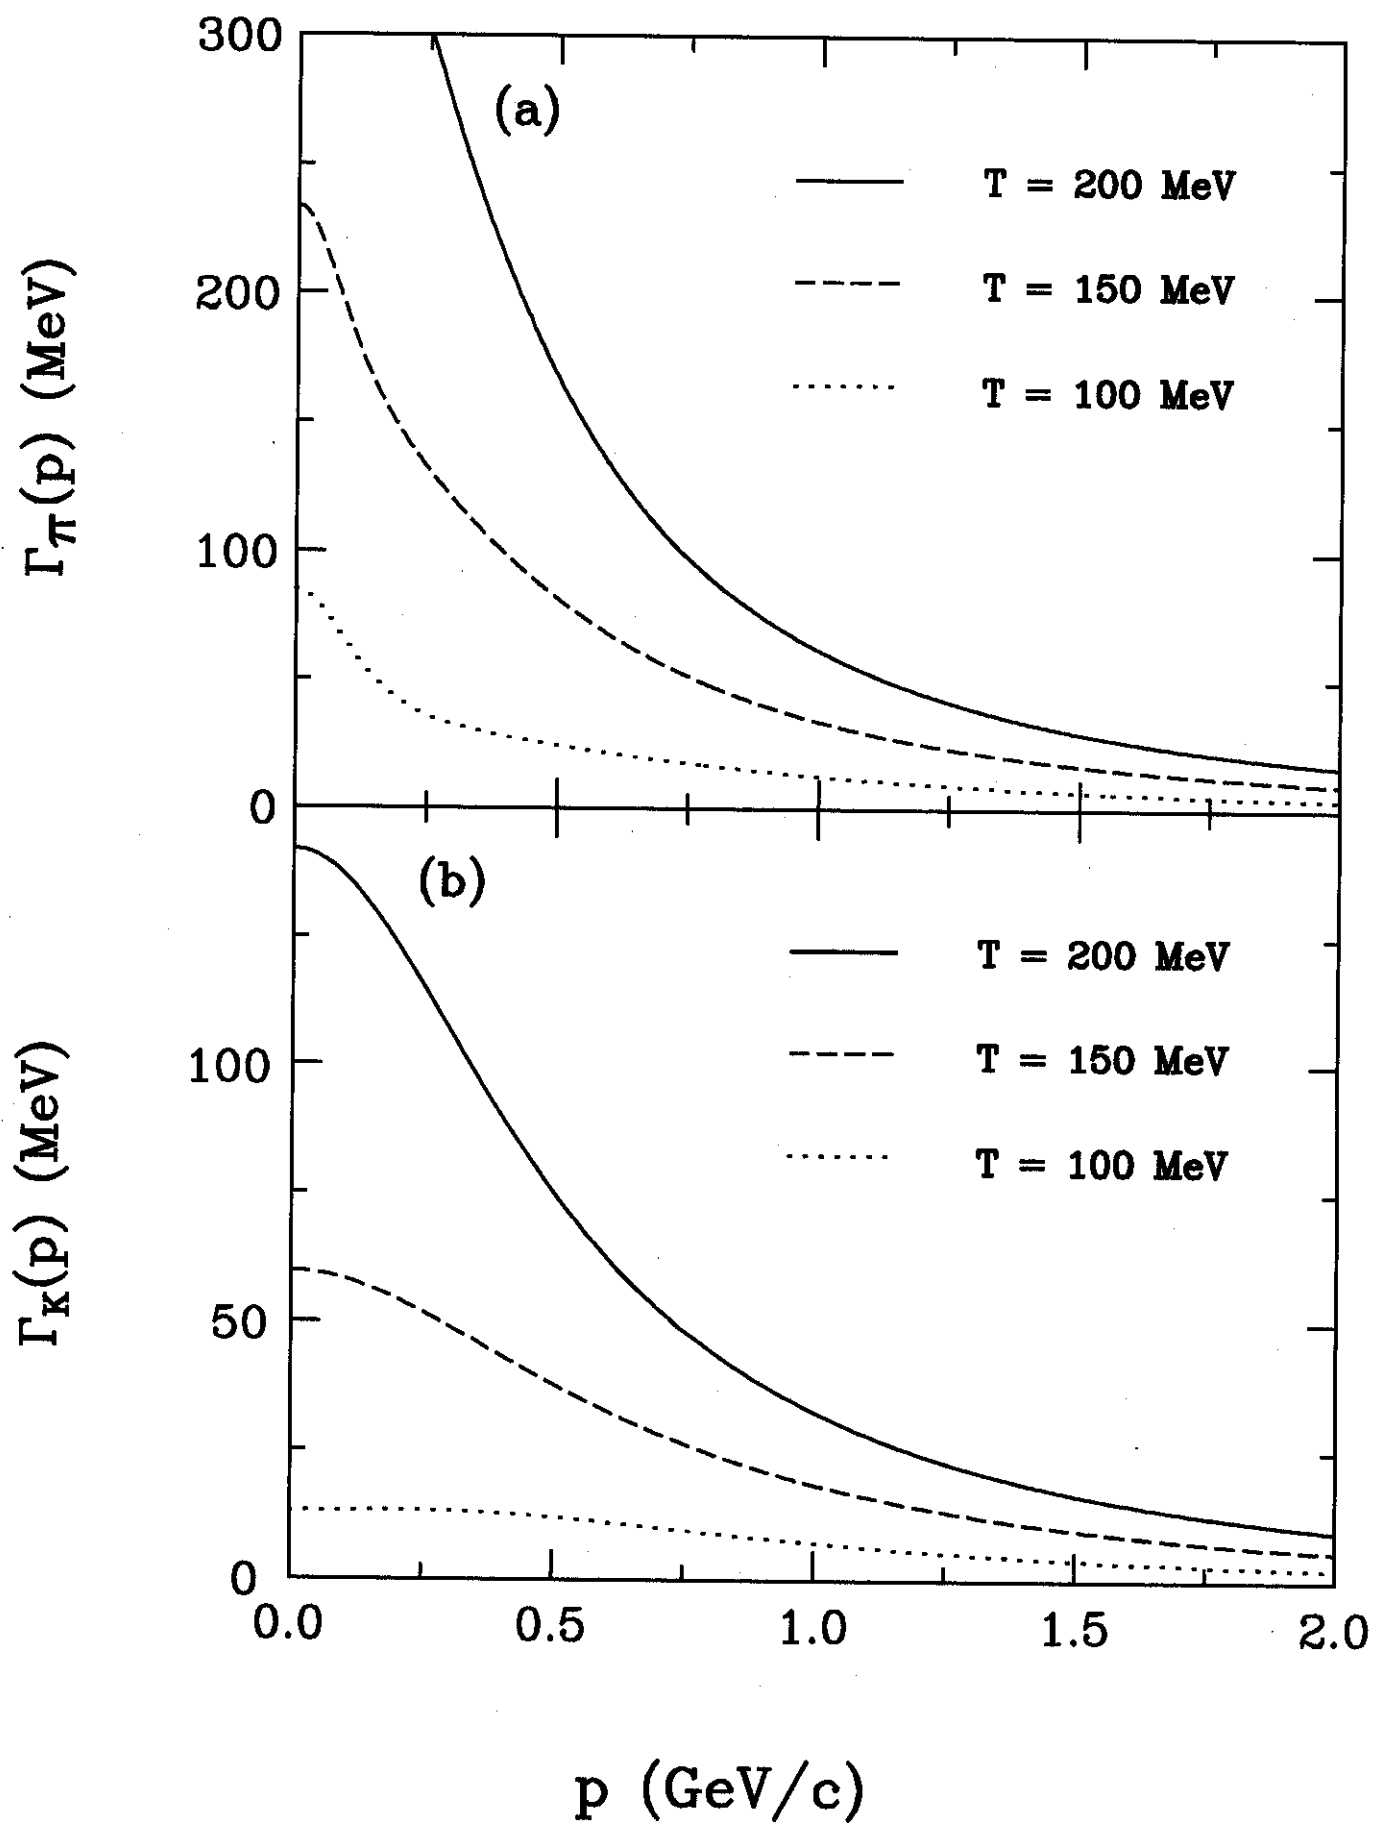 300
(a)
T = 200 MeV
200
T = 150 MeV
T = 100 MeV
Γπ(p) (MeV)
100
0
(b)
T = 200 MeV
100
T = 150 MeV
T = 100 MeV
ΓK(p) (MeV)
50
0
0.0 0.5 1.0 1.5 2.0
p (GeV/c)